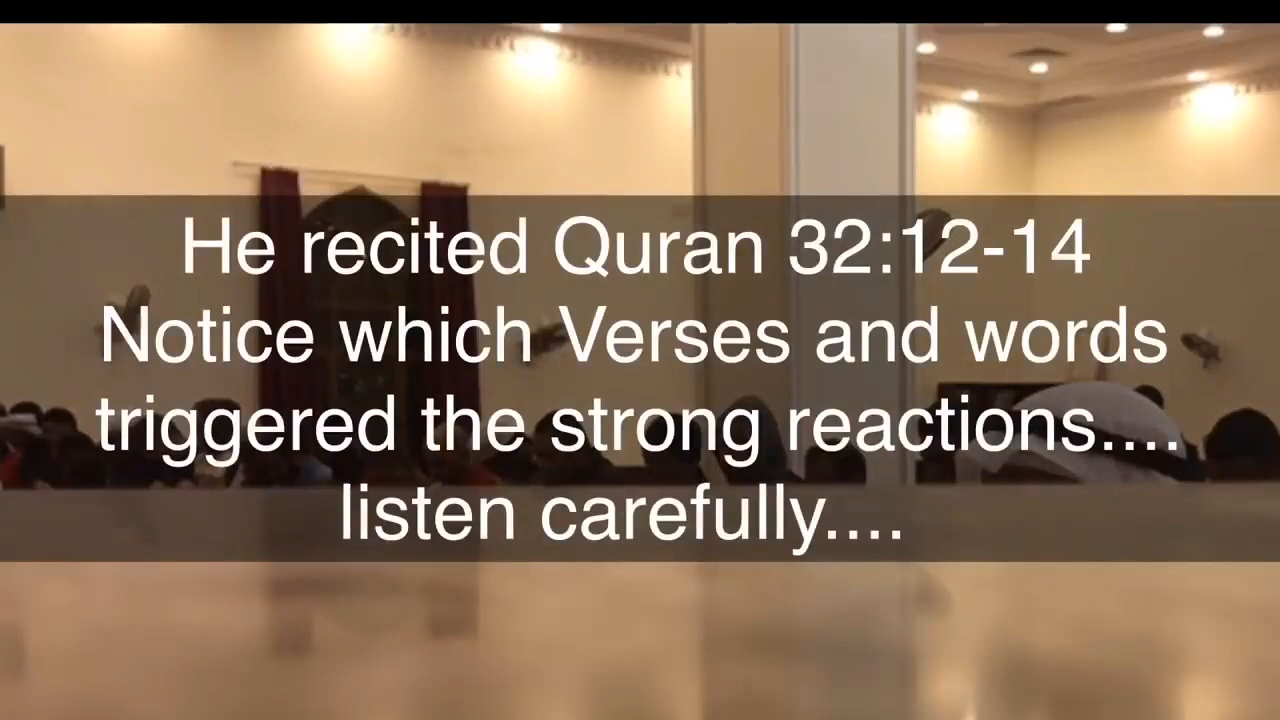 He recited Quran 32:12-14
Notice which Verses and words
triggered the strong reactions....
listen carefully....